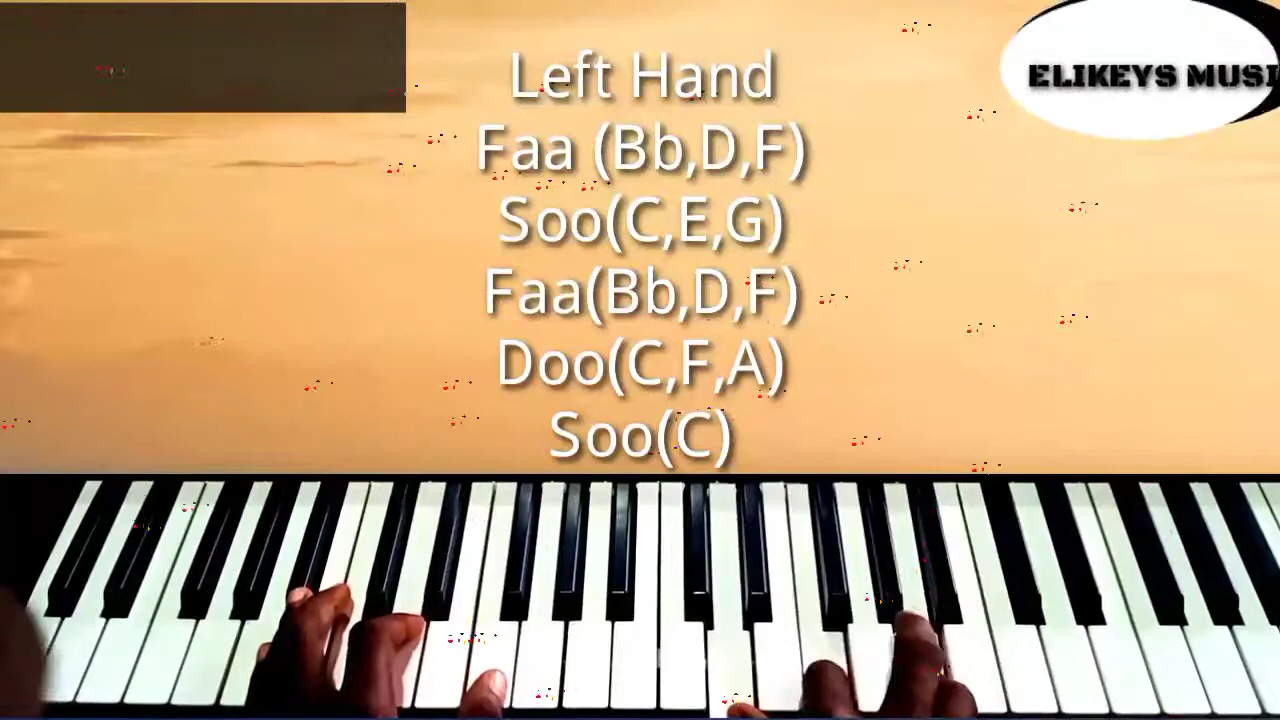 Left Hand
Faa (Bb,D,F)
Soo(C,E,G)
Faa(Bb,D,F)
Doo(C,F,A)
Soo(C)
ELIKEYS MUSI